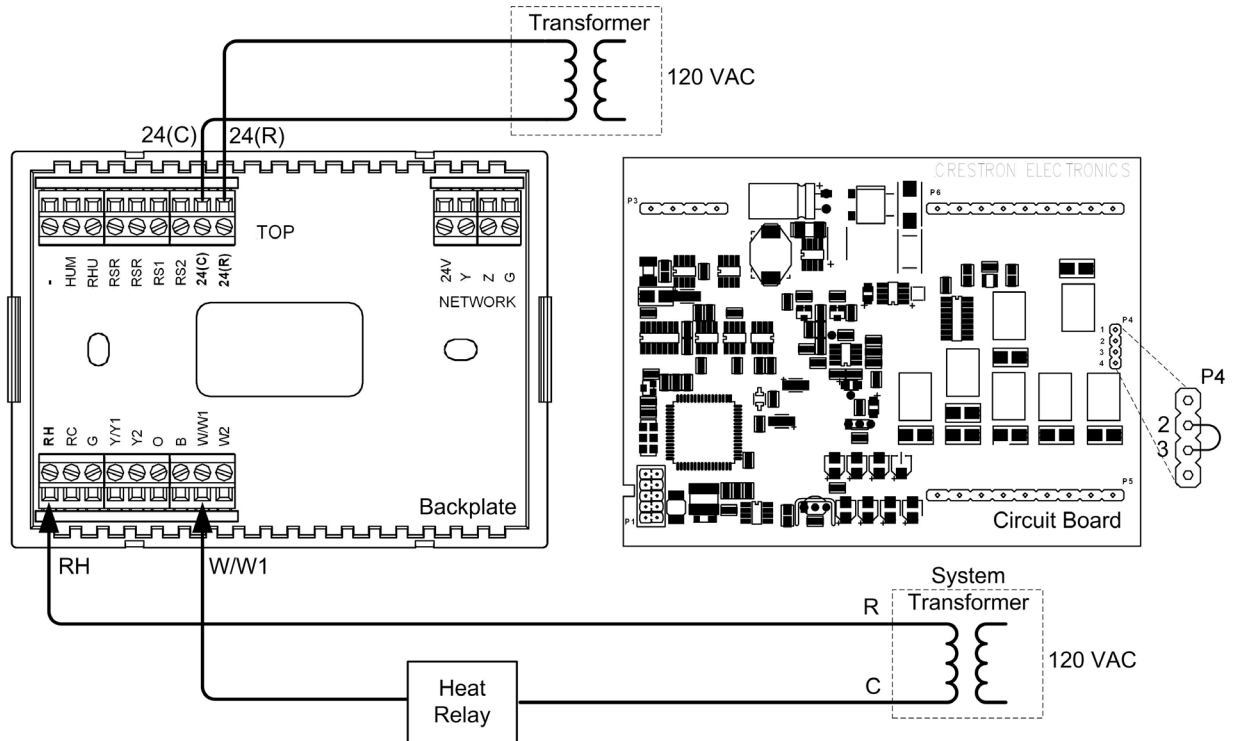 Transformer
120 VAC
24(C)
24(R)
TOP
-
HUM
RHU
RSR
RSR
RS1
RS2
24(C)
24(R)
24V
Y
Z
G
NETWORK
RH
RC
G
Y/Y1
Y2
O
B
W/W1
W2
Backplate
RH
W/W1
CRESTRON ELECTRONICS
P3
P6
P4
1
2
3
4
P4
2
3
P1
P5
Circuit Board
System
Transformer
R
120 VAC
C
Heat
Relay